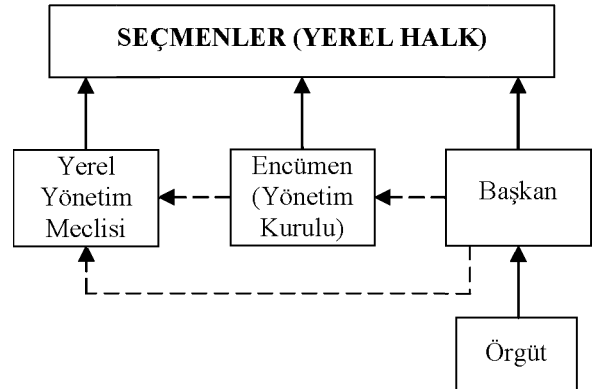 SEÇMENLER (YEREL HALK)
Yerel
Yönetim
Meclisi
Encümen
(Yönetim
Kurulu)
Başkan
Örgüt